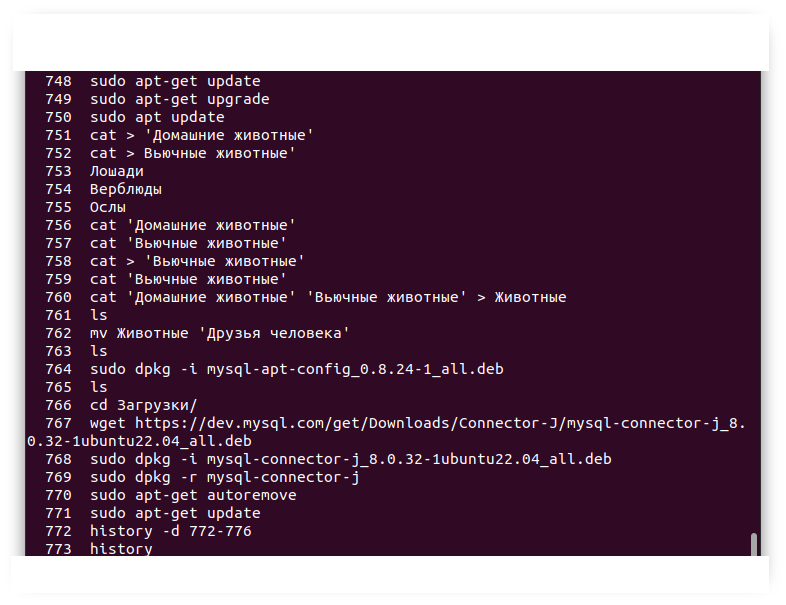 748 sudo apt-get update
749 sudo apt-get upgrade
750 sudo apt update
751 cat > 'Домашние животные'
752 cat > Вьючные животные'
753 Лошади
754 Верблюды
755 Ослы
756 cat 'Домашние животные'
757 cat 'Вьючные животные'
758 cat > 'Вьючные животные'
759 cat 'Вьючные животные'
760 cat 'Домашние животные' 'Вьючные животные' > Животные
761 ls
762 mv Животные 'Друзья человека'
763 ls
764 sudo dpkg -i mysql-apt-config_0.8.24-1_all.deb
765 ls
766 cd Загрузки/
767 wget https://dev.mysql.com/get/Downloads/Connector-J/mysql-connector-j_8.
0.32-1ubuntu22.04_all.deb
768 sudo dpkg -i mysql-connector-j_8.0.32-1ubuntu22.04_all.deb
769 sudo dpkg -r mysql-connector-j
770 sudo apt-get autoremove
771 sudo apt-get update
772 history -d 772-776
773 history